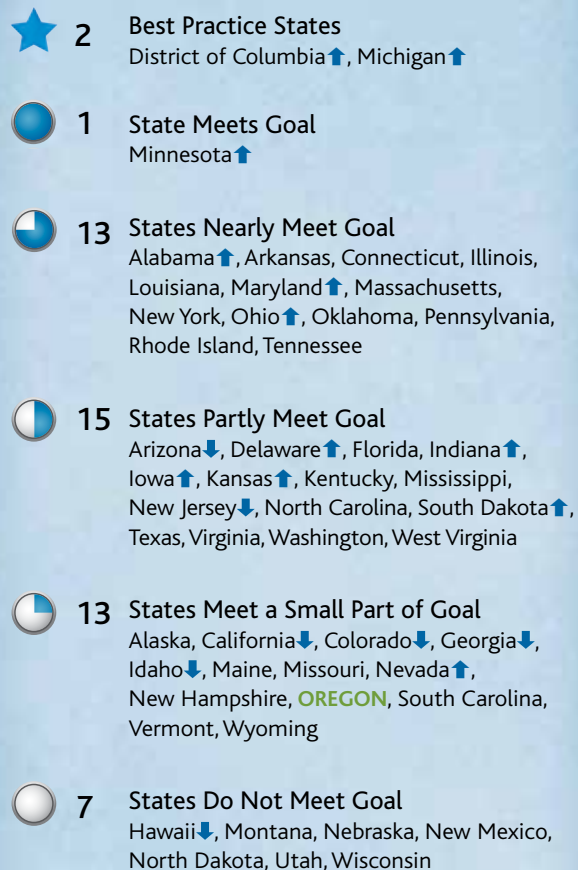 2 Best Practice States
District of Columbia⬆, Michigan⬆
1 State Meets Goal
Minnesota⬆
13 States Nearly Meet Goal
Alabama⬆, Arkansas, Connecticut, Illinois,
Louisiana, Maryland⬆, Massachusetts,
New York, Ohio⬆, Oklahoma, Pennsylvania,
Rhode Island, Tennessee
15 States Partly Meet Goal
Arizona⬇, Delaware⬆, Florida, Indiana⬆,
Iowa⬆, Kansas⬆, Kentucky, Mississippi,
New Jersey⬇, North Carolina, South Dakota⬆,
Texas, Virginia, Washington, West Virginia
13 States Meet a Small Part of Goal
Alaska, California⬇, Colorado⬇, Georgia⬇,
Idaho⬇, Maine, Missouri, Nevada⬆,
New Hampshire, OREGON, South Carolina,
Vermont, Wyoming
7 States Do Not Meet Goal
Hawaii⬇, Montana, Nebraska, New Mexico,
North Dakota, Utah, Wisconsin